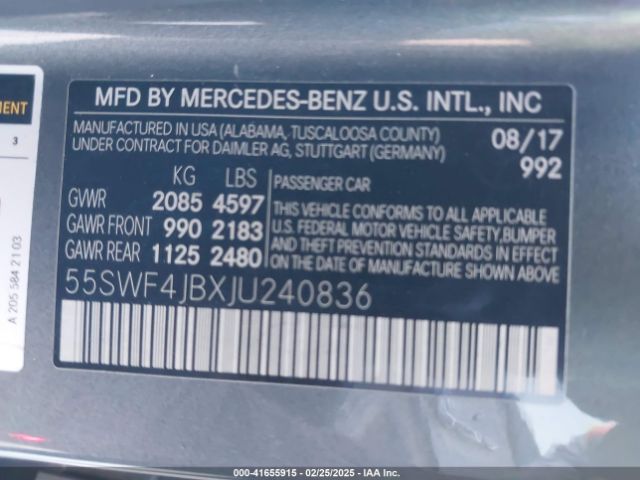 MFD BY MERCEDES-BENZ U.S. INTL., INC
MANUFACTURED IN USA (ALABAMA, TUSCALOOSA COUNTY)
UNDER CONTRACT FOR DAIMLER AG, STUTTGART (GERMANY)
08/17
992
KG LBS
GVWR 2085 4597
GAWR FRONT 990 2183
GAWR REAR 1125 2480
PASSENGER CAR
THIS VEHICLE CONFORMS TO ALL APPLICABLE
U.S. FEDERAL MOTOR VEHICLE SAFETY, BUMPER
AND THEFT PREVENTION STANDARDS IN EFFECT
ON THE DATE OF MANUFACTURE SHOWN ABOVE.
55SWF4JBXJU240836
3
A 205 584 21 03
000-41655915 - 02/25/2025 - IAA Inc.